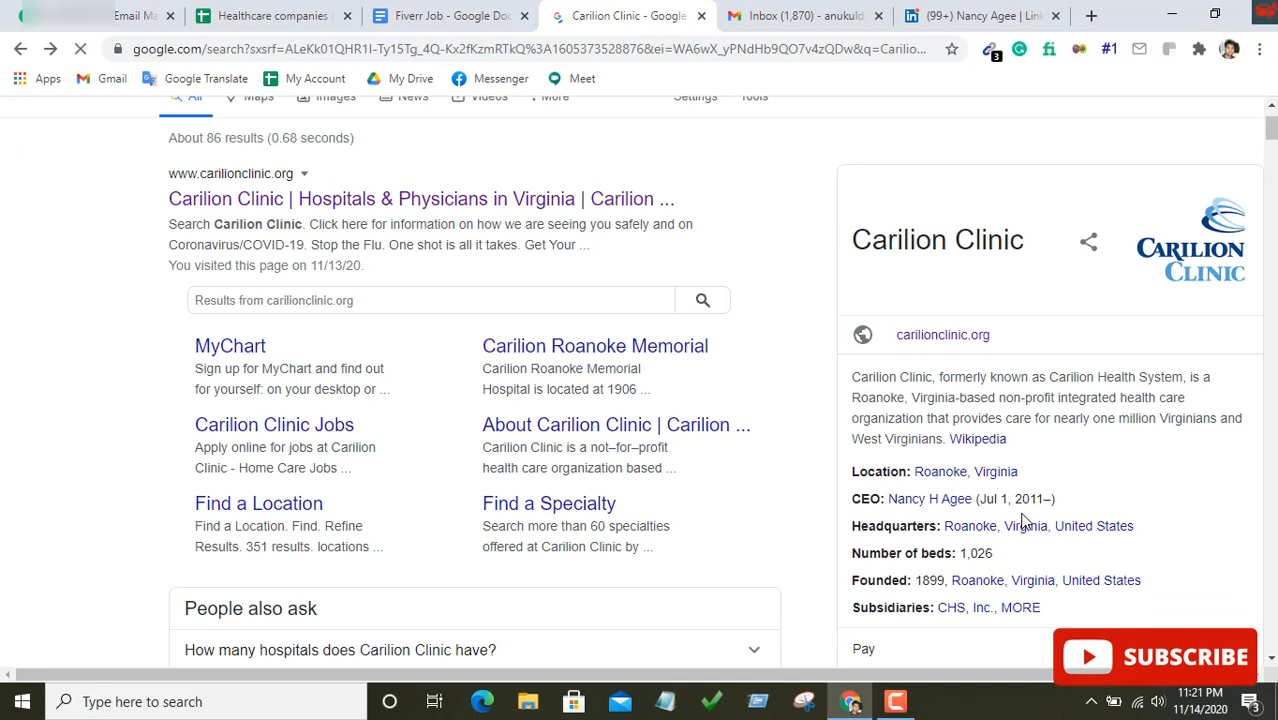 Email Ma
Healthcare companies
Fiverr Job - Google Doc
Carilion Clinic - Google
Inbox (1,870) -
(99+) Nancy Agee | Link
google.com/search?sxsrf=ALeKk01QHR1I-Ty15Tg_4Q-Kx2fKzmRTkQ%3A1605373528876&ei=WA6wX_yPNdHb9QO7v4zQDw&q=Carilio...
3
#1
Apps
Gmail
Google Translate
My Account
My Drive
Messenger
Meet
All
Maps
Images
News
Videos
More
Settings
Tools
About 86 results (0.68 seconds)
www.carilionclinic.org
Carilion Clinic | Hospitals & Physicians in Virginia | Carilion ...
Search Carilion Clinic. Click here for information on how we are seeing you safely and on
Coronavirus/COVID-19. Stop the Flu. One shot is all it takes. Get Your ...
You visited this page on 11/13/20.
Results from carilionclinic.org
MyChart
Sign up for MyChart and find out
for yourself: on your desktop or ...
Carilion Roanoke Memorial
Carilion Roanoke Memorial
Hospital is located at 1906 ...
Carilion Clinic Jobs
Apply online for jobs at Carilion
Clinic - Home Care Jobs ...
About Carilion Clinic | Carilion ...
Carilion Clinic is a not–for–profit
health care organization based ...
Find a Location
Find a Location. Find. Refine
Results. 351 results. locations ...
Find a Specialty
Search more than 60 specialties
offered at Carilion Clinic by ...
People also ask
How many hospitals does Carilion Clinic have?
Carilion Clinic
CARILION
CLINIC
carilionclinic.org
Carilion Clinic, formerly known as Carilion Health System, is a
Roanoke, Virginia-based non-profit integrated health care
organization that provides care for nearly one million Virginians and
West Virginians. Wikipedia
Location: Roanoke, Virginia
CEO: Nancy H Agee (Jul 1, 2011–)
Headquarters: Roanoke, Virginia, United States
Number of beds: 1,026
Founded: 1899, Roanoke, Virginia, United States
Subsidiaries: CHS, Inc., MORE
Pay
SUBSCRIBE
Type here to search
11:21 PM
11/14/2020
3